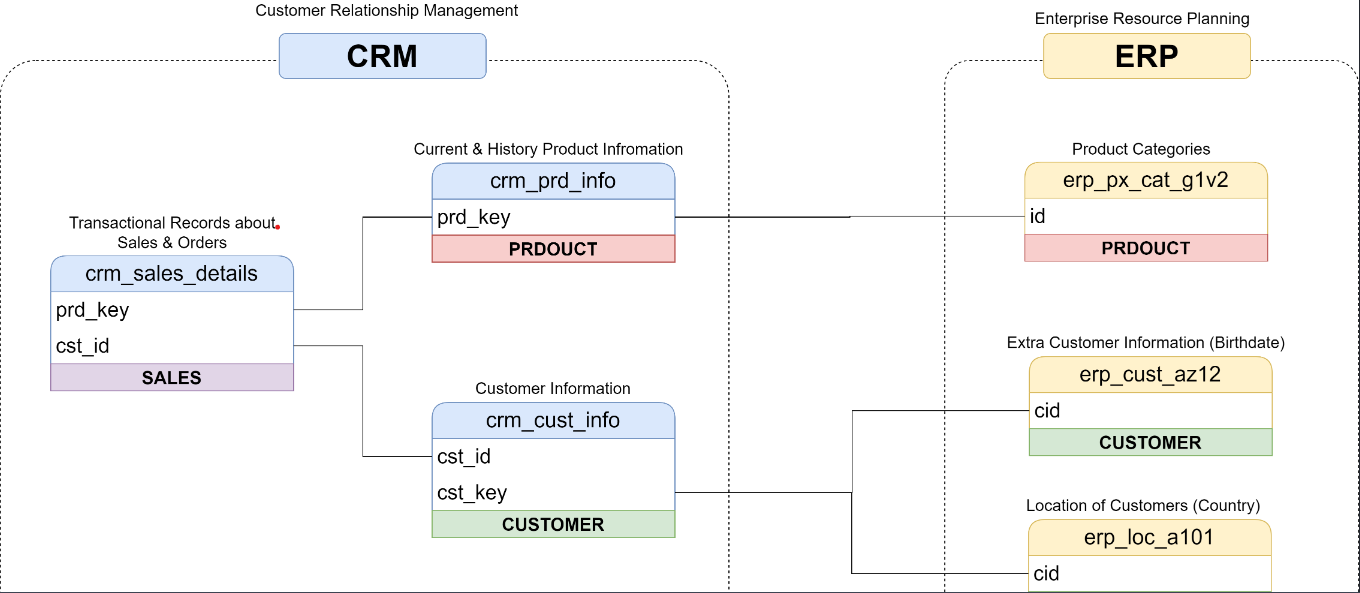 Customer Relationship Management
CRM
Enterprise Resource Planning
ERP
Current & History Product Infromation
crm_prd_info
prd_key
PRDOUCT
Product Categories
erp_px_cat_g1v2
id
PRDOUCT
Transactional Records about
Sales & Orders
crm_sales_details
prd_key
cst_id
SALES
Customer Information
crm_cust_info
cst_id
cst_key
CUSTOMER
Extra Customer Information (Birthdate)
erp_cust_az12
cid
CUSTOMER
Location of Customers (Country)
erp_loc_a101
cid